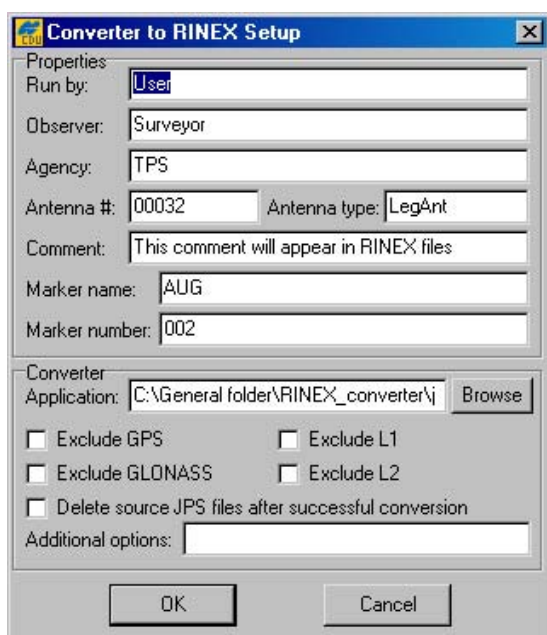 CDU Converter to RINEX Setup
Properties
Run by: User
Observer: Surveyor
Agency: TPS
Antenna #: 00032 Antenna type: LegAnt
Comment: This comment will appear in RINEX files
Marker name: AUG
Marker number: 002
Converter
Application: C:\General folder\RINEX_converter\j Browse
Exclude GPS Exclude L1
Exclude GLONASS Exclude L2
Delete source JPS files after successful conversion
Additional options:
OK Cancel